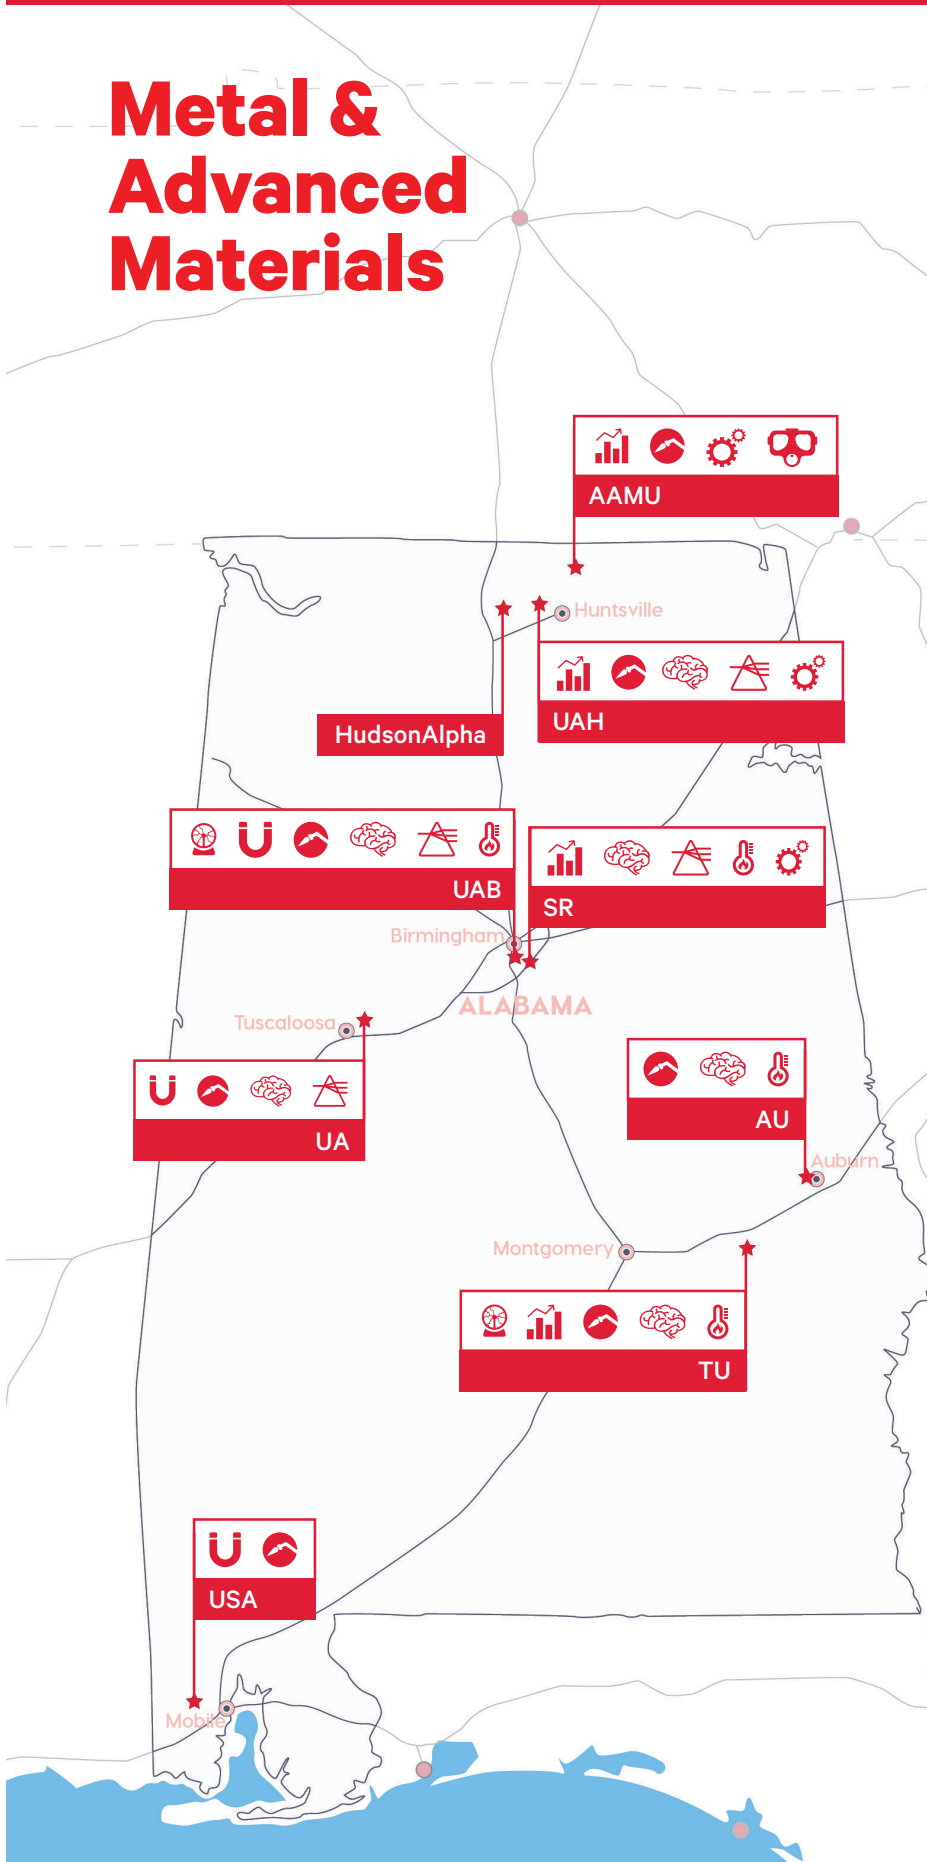 Metal &
Advanced
Materials
AAMU
Huntsville
UAH
HudsonAlpha
UAB
SR
Birmingham
ALABAMA
Tuscaloosa
UA
AU
Auburn
Montgomery
TU
USA
Mobile